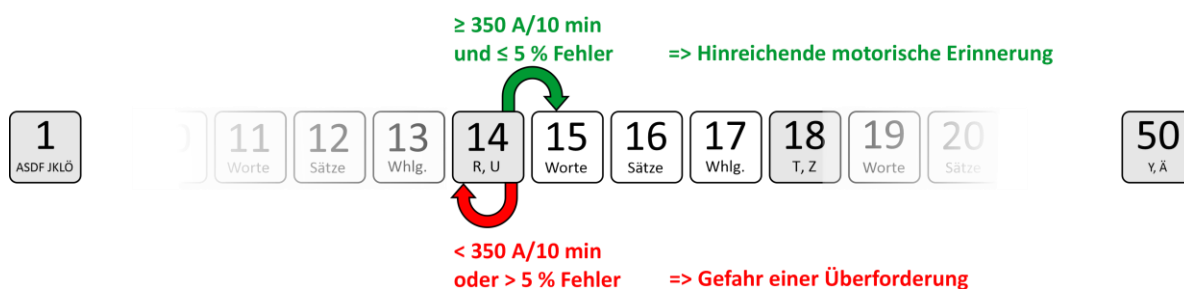 ≥ 350 A/10 min
und ≤ 5 % Fehler => Hinreichende motorische Erinnerung
1 11 12 13 14 15 16 17 18 19 20 50
ASDF JKLÖ Worte Sätze Whlg. R, U Worte Sätze Whlg. T, Z Worte Sätze Y, Ä
< 350 A/10 min
oder > 5 % Fehler => Gefahr einer Überforderung